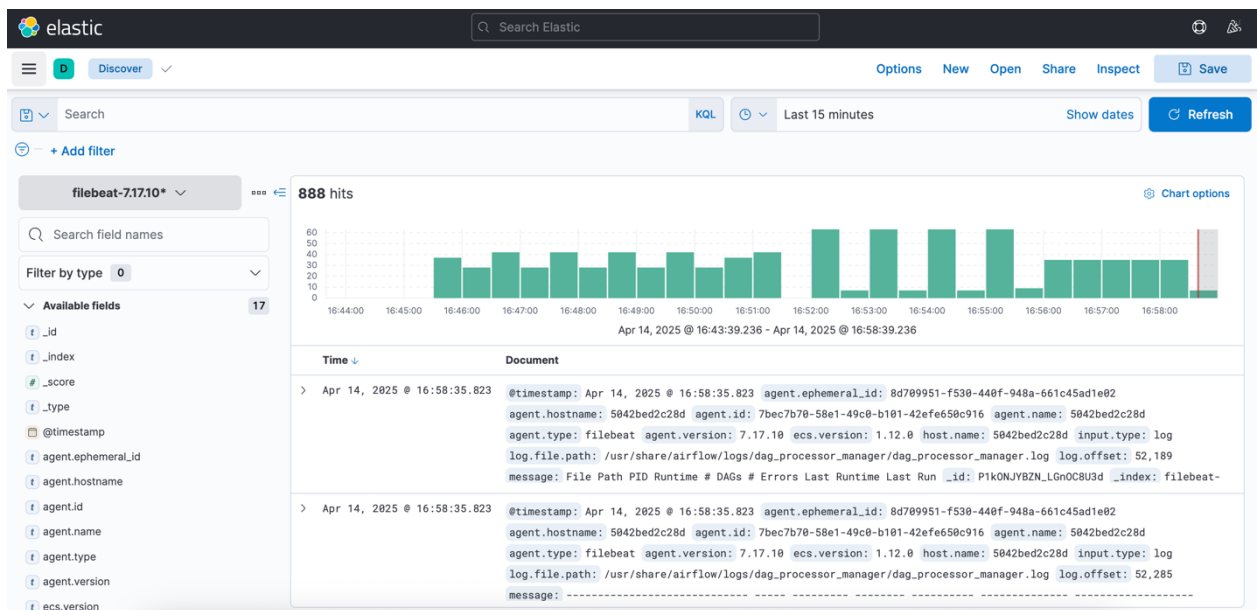 elastic
Search Elastic
D Discover Options New Open Share Inspect Save
Search KQL Last 15 minutes Show dates Refresh
+ Add filter
filebeat-7.17.10*
888 hits
Chart options
Search field names
Filter by type 0
Available fields 17
t _id
t _index
# _score
t _type
@timestamp
t agent.ephemeral_id
t agent.hostname
t agent.id
t agent.name
t agent.type
t agent.version
t ecs.version
60
50
40
30
20
10
0
16:44:00 16:45:00 16:46:00 16:47:00 16:48:00 16:49:00 16:50:00 16:51:00 16:52:00 16:53:00 16:54:00 16:55:00 16:56:00 16:57:00 16:58:00
Apr 14, 2025 @ 16:43:39.236 - Apr 14, 2025 @ 16:58:39.236
Time ↓ Document
Apr 14, 2025 @ 16:58:35.823 @timestamp: Apr 14, 2025 @ 16:58:35.823 agent.ephemeral_id: 8d709951-f530-440f-948a-661c45ad1e02
agent.hostname: 5042bed2c28d agent.id: 7bec7b70-58e1-49c0-b101-42efe650c916 agent.name: 5042bed2c28d
agent.type: filebeat agent.version: 7.17.10 ecs.version: 1.12.0 host.name: 5042bed2c28d input.type: log
log.file.path: /usr/share/airflow/logs/dag_processor_manager/dag_processor_manager.log log.offset: 52,189
message: File Path PID Runtime # DAGs # Errors Last Runtime Last Run _id: P1kONJYBZN_LGnOC8U3d _index: filebeat-
Apr 14, 2025 @ 16:58:35.823 @timestamp: Apr 14, 2025 @ 16:58:35.823 agent.ephemeral_id: 8d709951-f530-440f-948a-661c45ad1e02
agent.hostname: 5042bed2c28d agent.id: 7bec7b70-58e1-49c0-b101-42efe650c916 agent.name: 5042bed2c28d
agent.type: filebeat agent.version: 7.17.10 ecs.version: 1.12.0 host.name: 5042bed2c28d input.type: log
log.file.path: /usr/share/airflow/logs/dag_processor_manager/dag_processor_manager.log log.offset: 52,285
message: ----------------------------- ----- --------- -------- ---------- -------------- --------------------